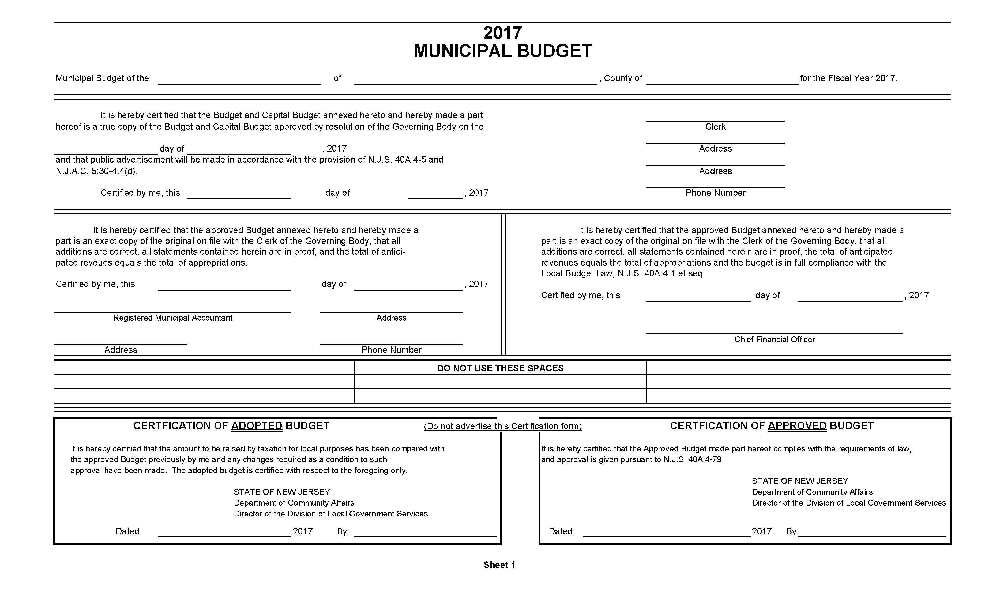 2017
MUNICIPAL BUDGET
Municipal Budget of the of , County of for the Fiscal Year 2017.
It is hereby certified that the Budget and Capital Budget annexed hereto and hereby made a part
hereof is a true copy of the Budget and Capital Budget approved by resolution of the Governing Body on the
day of , 2017
and that public advertisement will be made in accordance with the provision of N.J.S. 40A:4-5 and
N.J.A.C. 5:30-4.4(d).
Certified by me, this day of , 2017
Clerk
Address
Address
Phone Number
It is hereby certified that the approved Budget annexed hereto and hereby made a
part is an exact copy of the original on file with the Clerk of the Governing Body, that all
additions are correct, all statements contained herein are in proof, and the total of antici-
pated reveues equals the total of appropriations.
Certified by me, this day of , 2017
Registered Municipal Accountant Address
Address Phone Number
It is hereby certified that the approved Budget annexed hereto and hereby made a
part is an exact copy of the original on file with the Clerk of the Governing Body, that all
additions are correct, all statements contained herein are in proof, the total of anticipated
revenues equals the total of appropriations and the budget is in full compliance with the
Local Budget Law, N.J.S. 40A:4-1 et seq.
Certified by me, this day of , 2017
Chief Financial Officer
DO NOT USE THESE SPACES
CERTFICATION OF ADOPTED BUDGET
(Do not advertise this Certification form)
It is hereby certified that the amount to be raised by taxation for local purposes has been compared with
the approved Budget previously by me and any changes required as a condition to such
approval have been made. The adopted budget is certified with respect to the foregoing only.
STATE OF NEW JERSEY
Department of Community Affairs
Director of the Division of Local Government Services
Dated: 2017 By:
CERTFICATION OF APPROVED BUDGET
It is hereby certified that the Approved Budget made part hereof complies with the requirements of law,
and approval is given pursuant to N.J.S. 40A:4-79
STATE OF NEW JERSEY
Department of Community Affairs
Director of the Division of Local Government Services
Dated: 2017 By:
Sheet 1